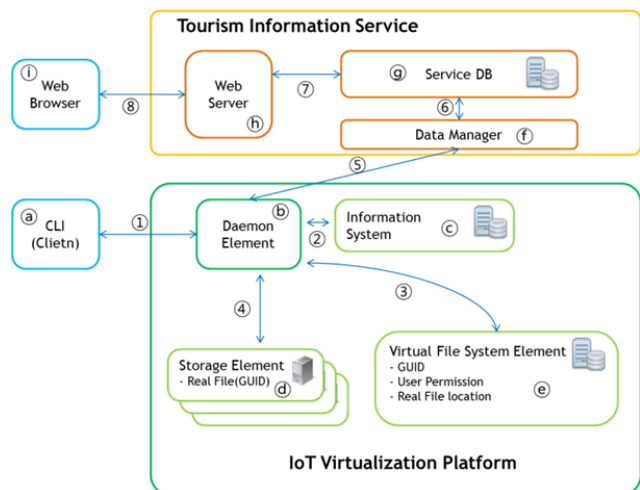 Tourism Information Service
ⓘ
Web
Browser
⑧
Web
Server
ⓗ
⑦
ⓖ Service DB
⑥
Data Manager ⓕ
⑤
ⓐ
CLI
(Clietn)
①
ⓑ
Daemon
Element
②
Information
System ⓒ
③
④
Storage Element
- Real File(GUID) ⓓ
Virtual File System Element
- GUID
- User Permission
- Real File location
ⓔ
IoT Virtualization Platform